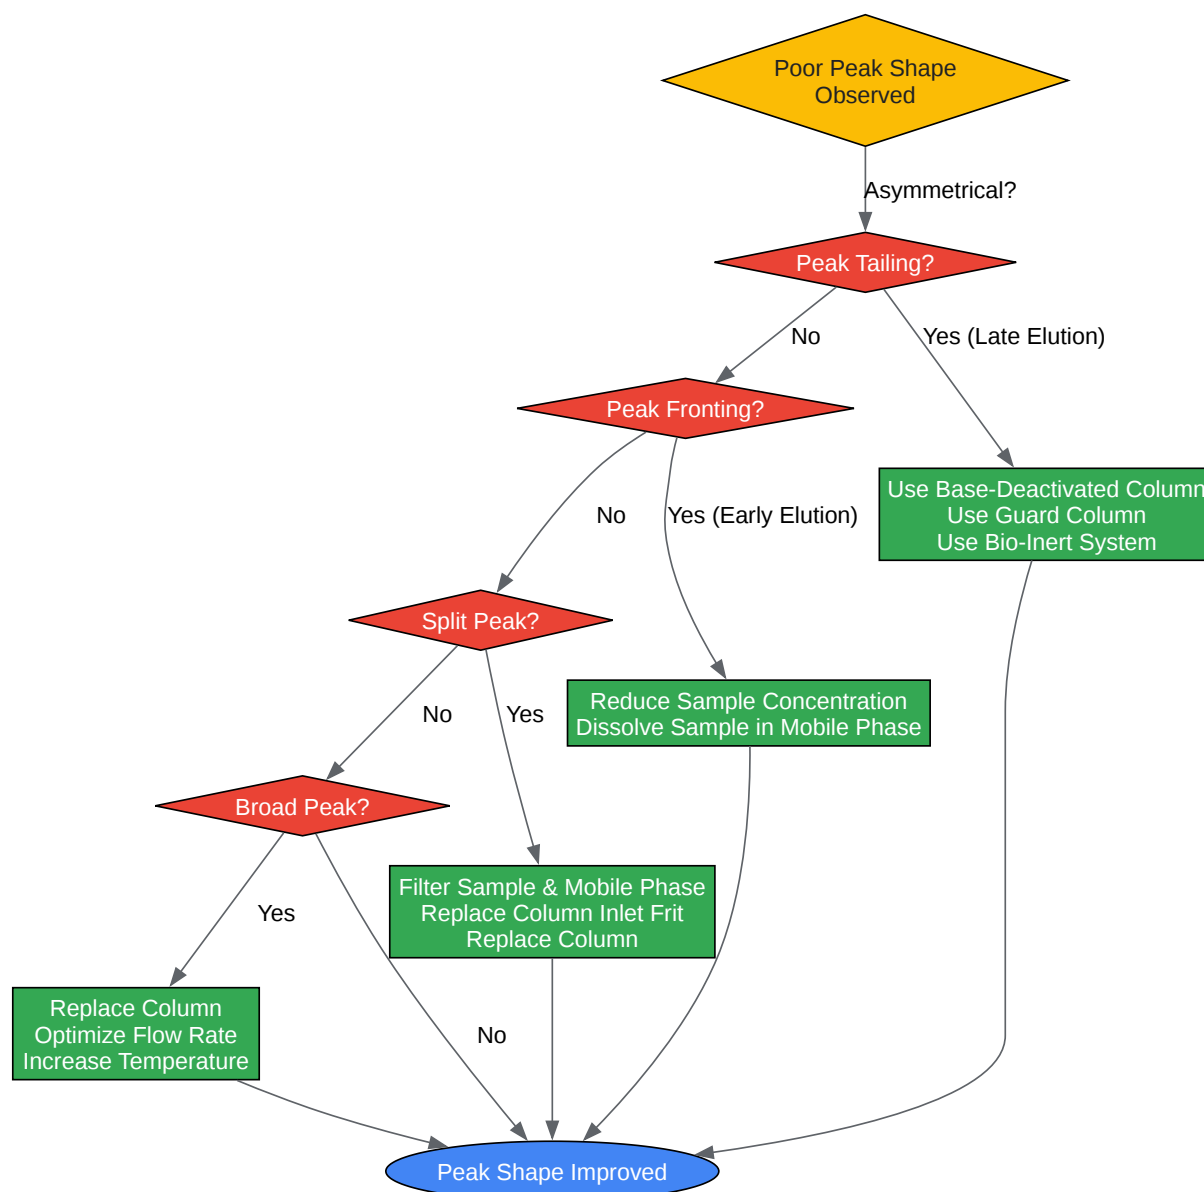 Poor Peak Shape
Observed
Asymmetrical?
Peak Tailing?
No
Yes (Late Elution)
Peak Fronting?
Use Base-Deactivated Column
Use Guard Column
Use Bio-Inert System
No
Yes (Early Elution)
Split Peak?
Reduce Sample Concentration
Dissolve Sample in Mobile Phase
No
Yes
Broad Peak?
Filter Sample & Mobile Phase
Replace Column Inlet Frit
Replace Column
Yes
Replace Column
Optimize Flow Rate
Increase Temperature
No
Peak Shape Improved